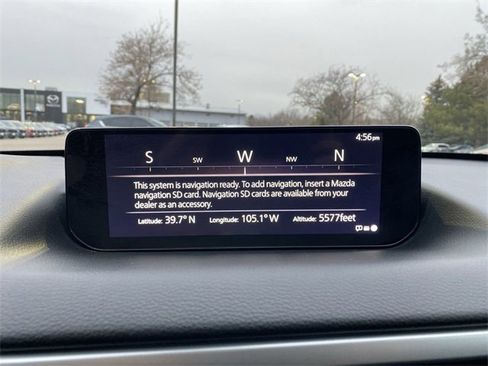 4:56pm
S SW W NW N
This system is navigation ready. To add navigation, insert a Mazda
navigation SD card. Navigation SD cards are available from your
dealer as an accessory.
Latitude: 39.7° N Longitude: 105.1° W Altitude: 5577feet